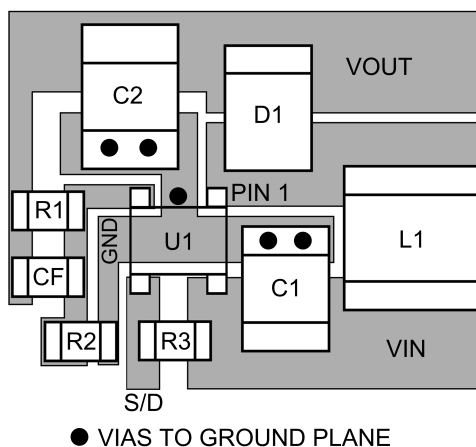 VOUT
C2
D1
PIN 1
R1
GND
U1
L1
CF
C1
R2
R3
VIN
S/D
● VIAS TO GROUND PLANE